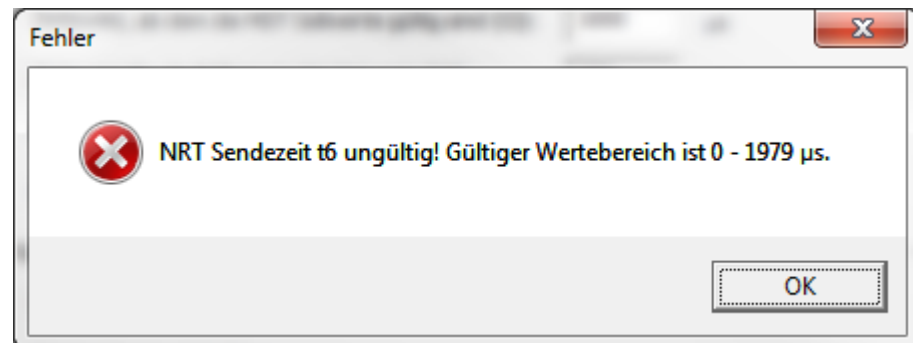 Fehler
NRT Sendezeit t6 ungültig! Gültiger Wertebereich ist 0 - 1979 µs.
OK